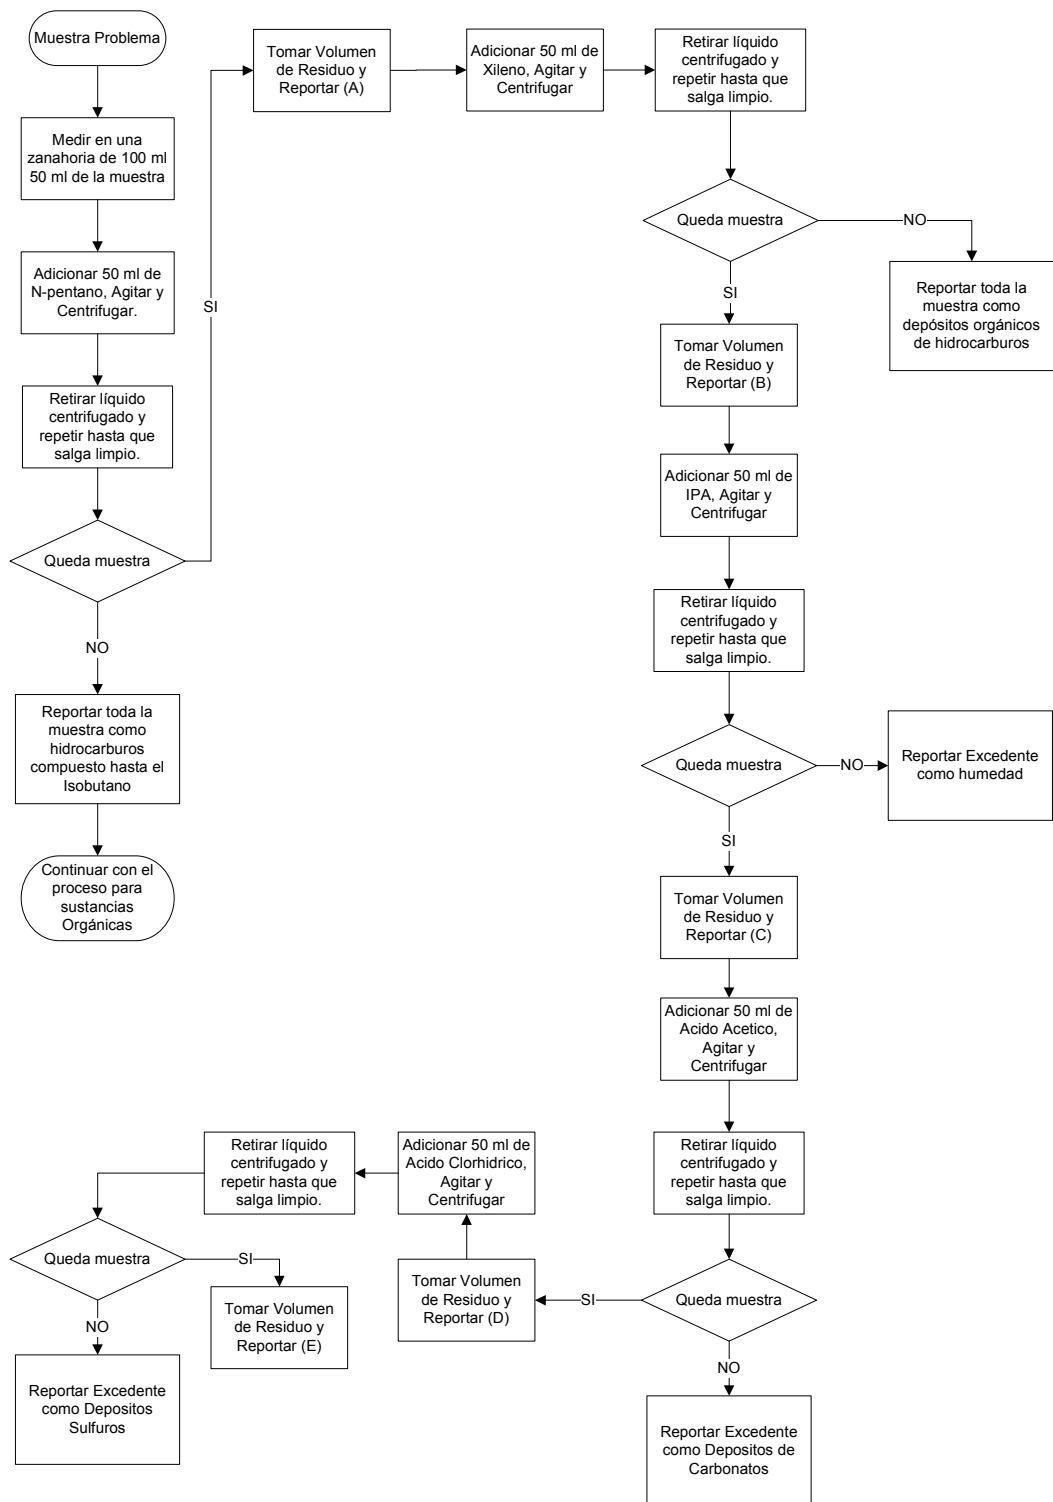 Muestra Problema
Medir en una
zanahoria de 100 ml
50 ml de la muestra
Adicionar 50 ml de
N-pentano, Agitar y
Centrifugar.
Retirar líquido
centrifugado y
repetir hasta que
salga limpio.
Queda muestra
SI
NO
Reportar toda la
muestra como
hidrocarburos
compuesto hasta el
Isobutano
Continuar con el
proceso para
sustancias
Orgánicas
Tomar Volumen
de Residuo y
Reportar (A)
Adicionar 50 ml de
Xileno, Agitar y
Centrifugar
Retirar líquido
centrifugado y
repetir hasta que
salga limpio.
Queda muestra
NO
Reportar toda la
muestra como
depósitos orgánicos
de hidrocarburos
SI
Tomar Volumen
de Residuo y
Reportar (B)
Adicionar 50 ml de
IPA, Agitar y
Centrifugar
Retirar líquido
centrifugado y
repetir hasta que
salga limpio.
Queda muestra
NO
Reportar Excedente
como humedad
SI
Tomar Volumen
de Residuo y
Reportar (C)
Adicionar 50 ml de
Acido Acetico,
Agitar y
Centrifugar
Retirar líquido
centrifugado y
repetir hasta que
salga limpio.
Queda muestra
NO
Reportar Excedente
como Depositos de
Carbonatos
SI
Tomar Volumen
de Residuo y
Reportar (D)
Adicionar 50 ml de
Acido Clorhidrico,
Agitar y
Centrifugar
Retirar líquido
centrifugado y
repetir hasta que
salga limpio.
Queda muestra
SI
Tomar Volumen
de Residuo y
Reportar (E)
NO
Reportar Excedente
como Depositos
Sulfuros